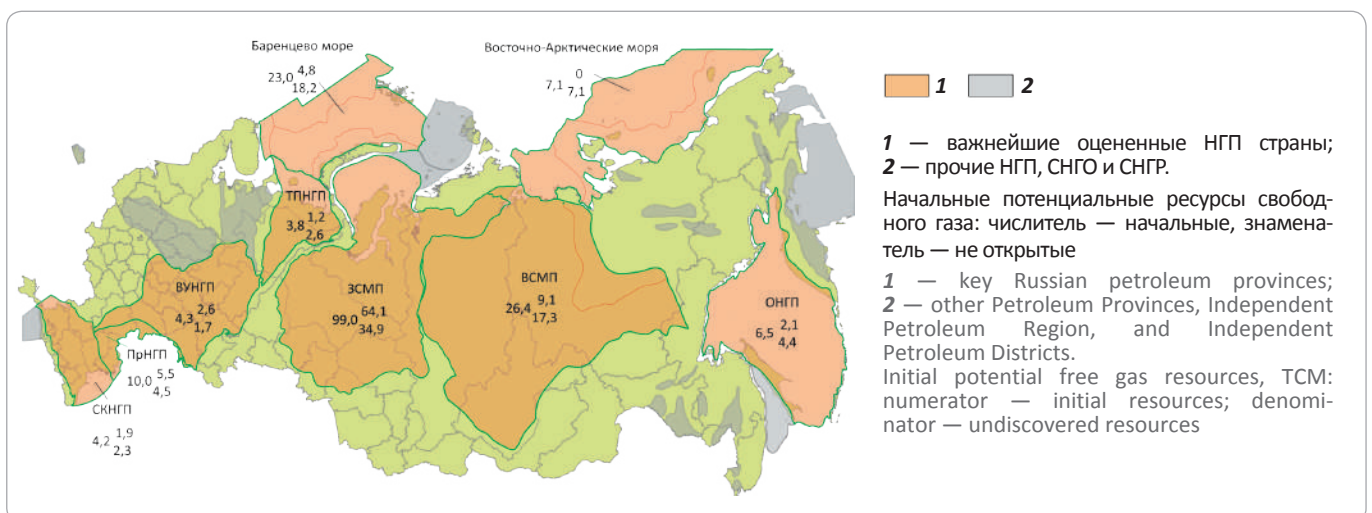 Баренцево море
4,8
23,0
18,2
Восточно-Арктические моря
0
7,1
7,1
ТПНГП
1,2
3,8
2,6
ВУНГП
2,6
4,3
1,7
ЗСМП
64,1
99,0
34,9
ВСМП
9,1
26,4
17,3
ОНГП
2,1
6,5
4,4
ПрНГП
5,5
10,0
4,5
СКНГП
1,9
4,2
2,3
1 2
1 — важнейшие оцененные НГП страны;
2 — прочие НГП, СНГО и СНГР.
Начальные потенциальные ресурсы свобод-
ного газа: числитель — начальные, знамена-
тель — не открытые
1 — key Russian petroleum provinces;
2 — other Petroleum Provinces, Independent
Petroleum Region, and Independent
Petroleum Districts.
Initial potential free gas resources, TCM:
numerator — initial resources; denomi-
nator — undiscovered resources